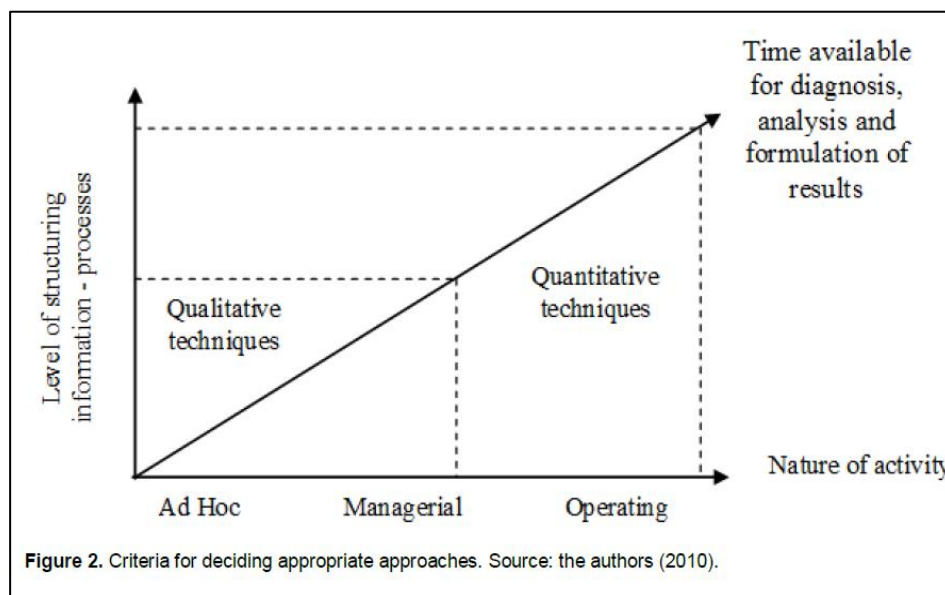 Time available
for diagnosis,
analysis and
formulation of
results
Level of structuring
information - processes
Qualitative
techniques
Quantitative
techniques
Nature of activity
Ad Hoc
Managerial
Operating
Figure 2. Criteria for deciding appropriate approaches. Source: the authors (2010).